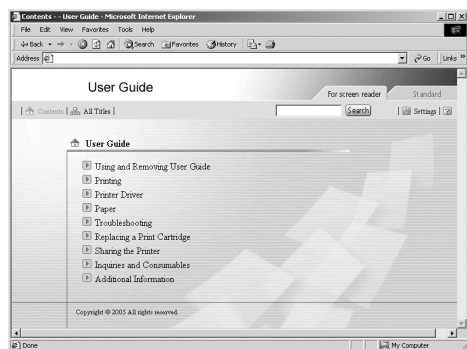 Contents - - User Guide - Microsoft Internet Explorer
File Edit View Favorites Tools Help
Back Search Favorites History
Address Go Links »
User Guide
For screen reader Standard
Contents All Titles Search Settings
User Guide
Using and Removing User Guide
Printing
Printer Driver
Paper
Troubleshooting
Replacing a Print Cartridge
Sharing the Printer
Inquiries and Consumables
Additional Information
Copyright © 2005 All rights reserved.
Done My Computer